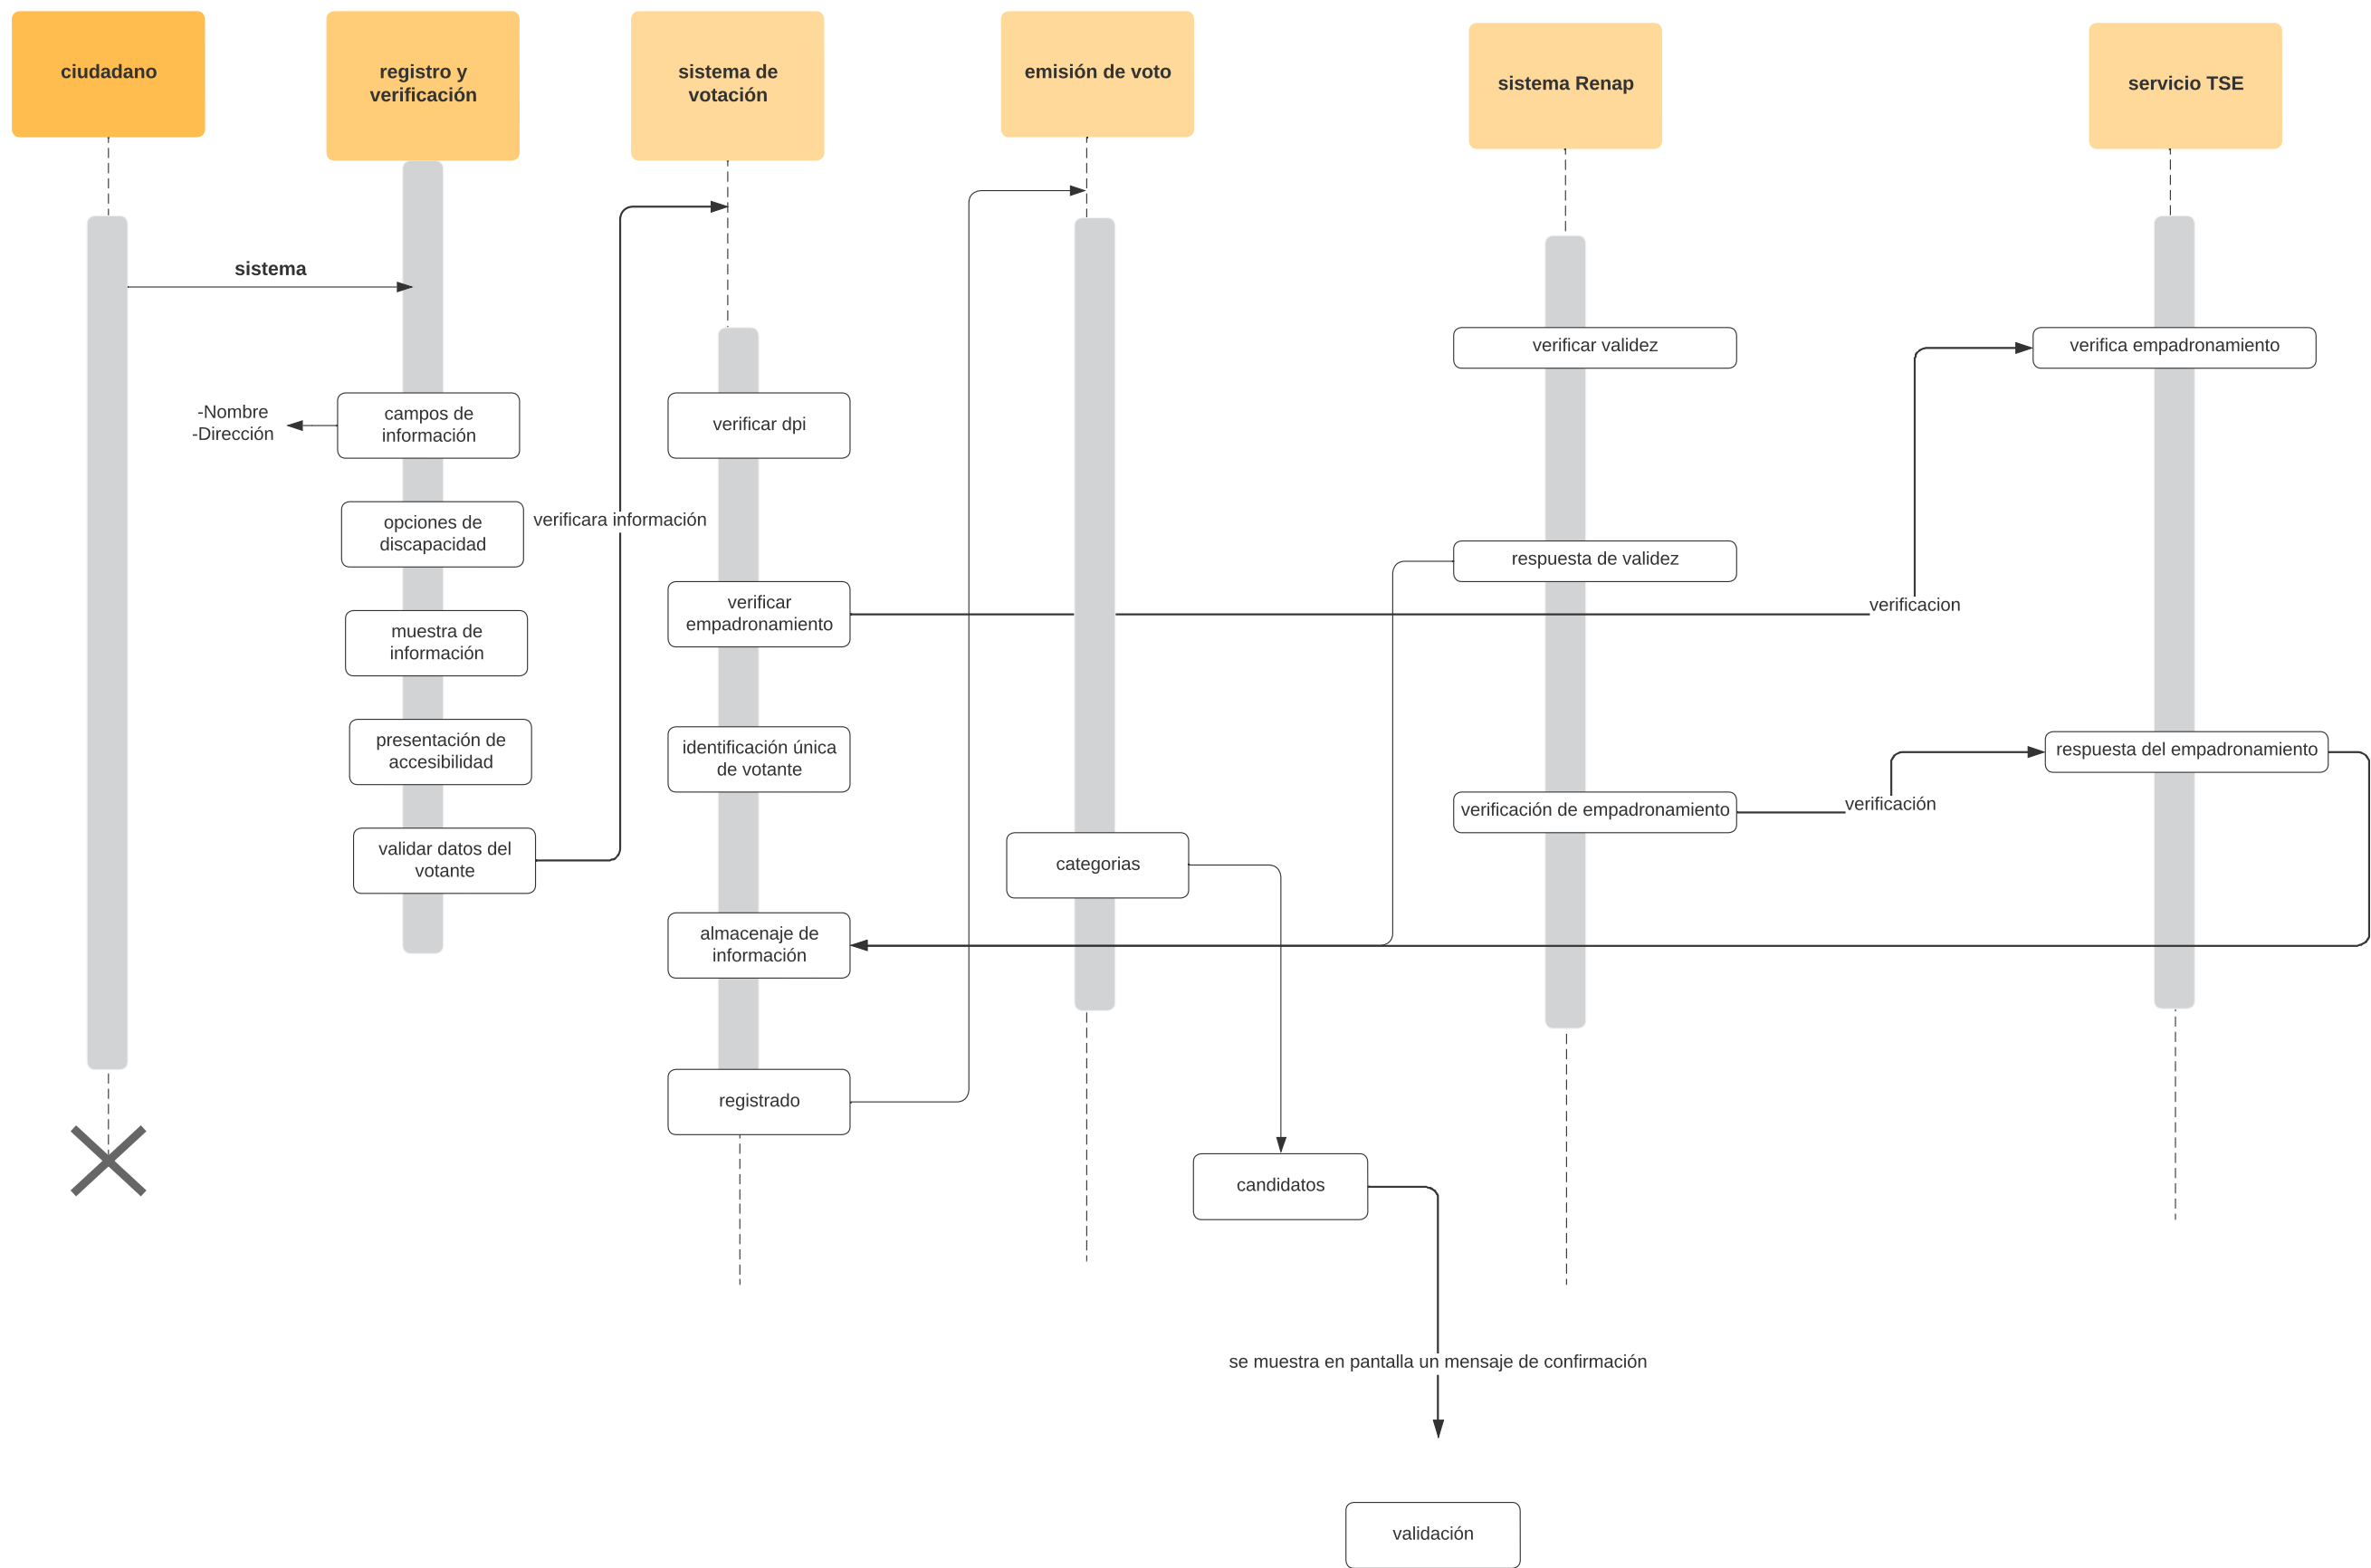 ciudadano
registro y
verificación
sistema de
votación
emisión de voto
sistema Renap
servicio TSE
sistema
campos de
información
-Nombre
-Dirección
opciones de
discapacidad
muestra de
información
presentación de
accesibilidad
validar datos del
votante
verificara información
verificar dpi
verificar
empadronamiento
identificación única
de votante
almacenaje de
información
registrado
categorias
candidatos
se muestra en pantalla un mensaje de confirmación
validación
verificar validez
respuesta de validez
verificación de empadronamiento
verificacion
verificación
verifica empadronamiento
respuesta del empadronamiento